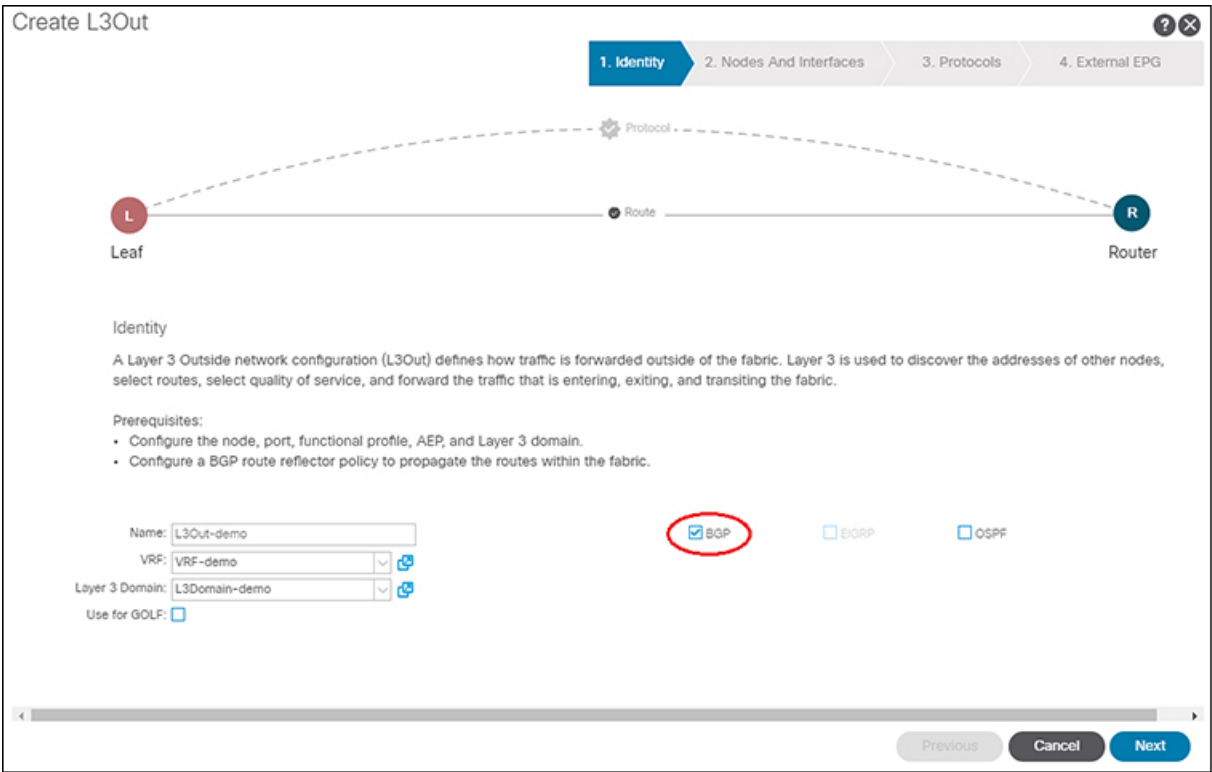 Create L3Out
?
1. Identity
2. Nodes And Interfaces
3. Protocols
4. External EPG
Protocol
L
Route
R
Leaf
Router
Identity
A Layer 3 Outside network configuration (L3Out) defines how traffic is forwarded outside of the fabric. Layer 3 is used to discover the addresses of other nodes,
select routes, select quality of service, and forward the traffic that is entering, exiting, and transiting the fabric.
Prerequisites:
• Configure the node, port, functional profile, AEP, and Layer 3 domain.
• Configure a BGP route reflector policy to propagate the routes within the fabric.
Name: L3Out-demo
BGP
EIGRP
OSPF
VRF: VRF-demo
Layer 3 Domain: L3Domain-demo
Use for GOLF:
Previous
Cancel
Next